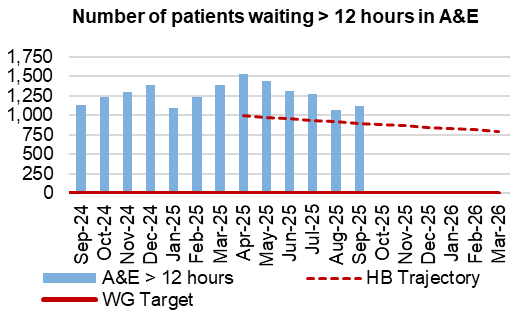 Number of patients waiting > 12 hours in A&E
1,750
1,500
1,250
1,000
750
500
250
0
Sep-24
Oct-24
Nov-24
Dec-24
Jan-25
Feb-25
Mar-25
Apr-25
May-25
Jun-25
Jul-25
Aug-25
Sep-25
Oct-25
Nov-25
Dec-25
Jan-26
Feb-26
Mar-26
A&E > 12 hours
HB Trajectory
WG Target